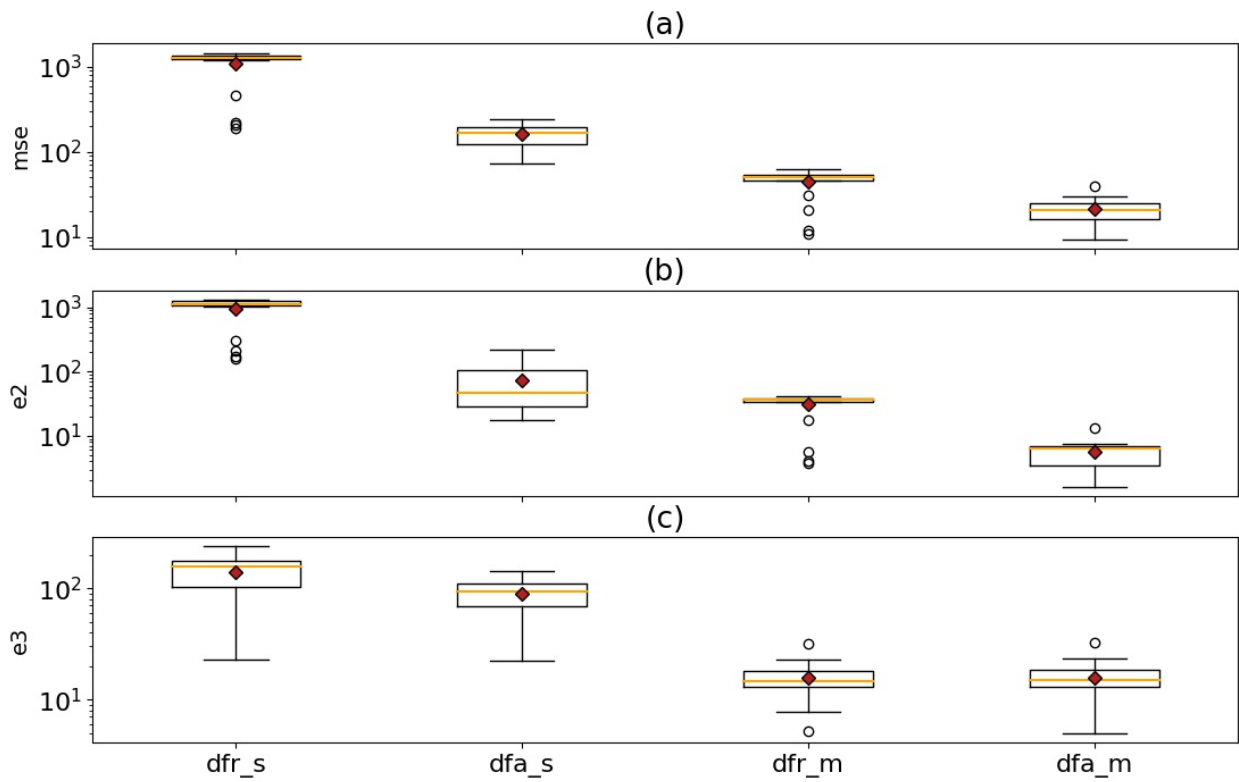 (a)
mse
10³
10²
10¹
(b)
e2
10³
10²
10¹
(c)
e3
10²
10¹
dfr_s dfa_s dfr_m dfa_m